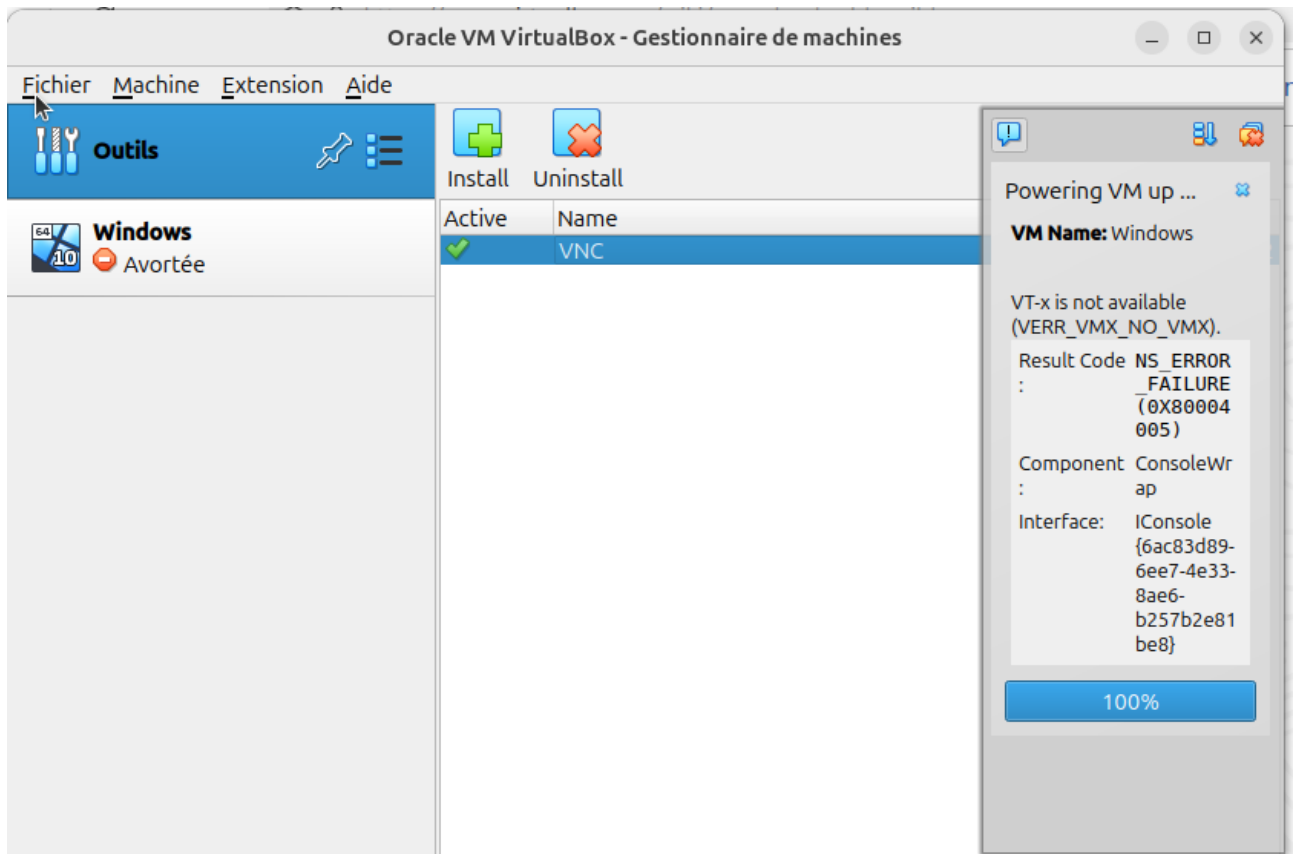 Oracle VM VirtualBox - Gestionnaire de machines
Fichier Machine Extension Aide
Outils
Install Uninstall
Active Name
VNC
64
10
Windows
Avortée
Powering VM up ...
VM Name: Windows
VT-x is not available
(VERR_VMX_NO_VMX).
Result Code NS_ERROR
: _FAILURE
(0X80004
005)
Component ConsoleWr
: ap
Interface: IConsole
{6ac83d89-
6ee7-4e33-
8ae6-
b257b2e81
be8}
100%